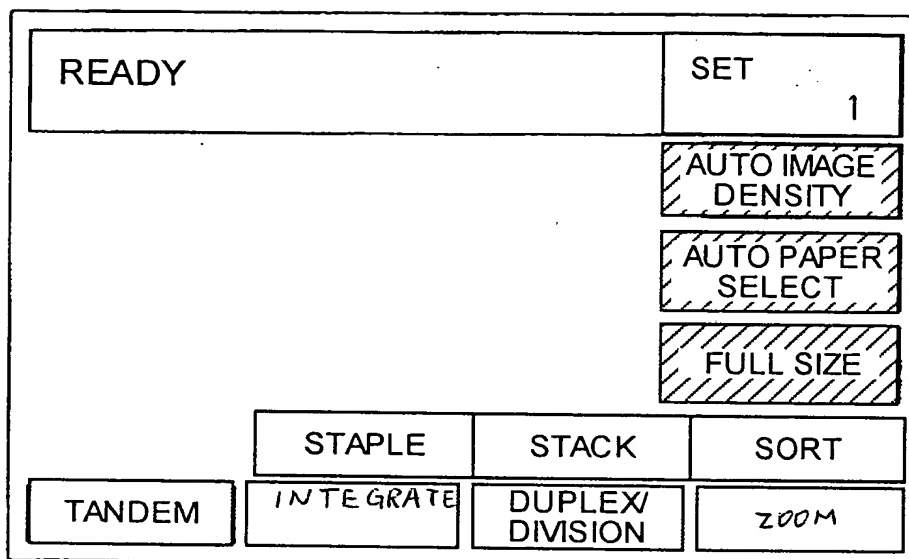 READY
SET
1
AUTO IMAGE
DENSITY
AUTO PAPER
SELECT
FULL SIZE
STAPLE
STACK
SORT
TANDEM
INTEGRATE
DUPLEX/
DIVISION
ZOOM